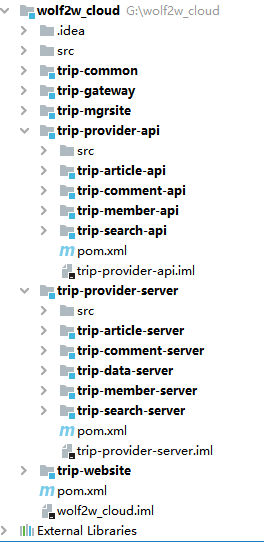 wolf2w_cloud G:\wolf2w_cloud
.idea
src
trip-common
trip-gateway
trip-mgrsite
trip-provider-api
src
trip-article-api
trip-comment-api
trip-member-api
trip-search-api
pom.xml
trip-provider-api.iml
trip-provider-server
src
trip-article-server
trip-comment-server
trip-data-server
trip-member-server
trip-search-server
pom.xml
trip-provider-server.iml
trip-website
pom.xml
wolf2w_cloud.iml
External Libraries